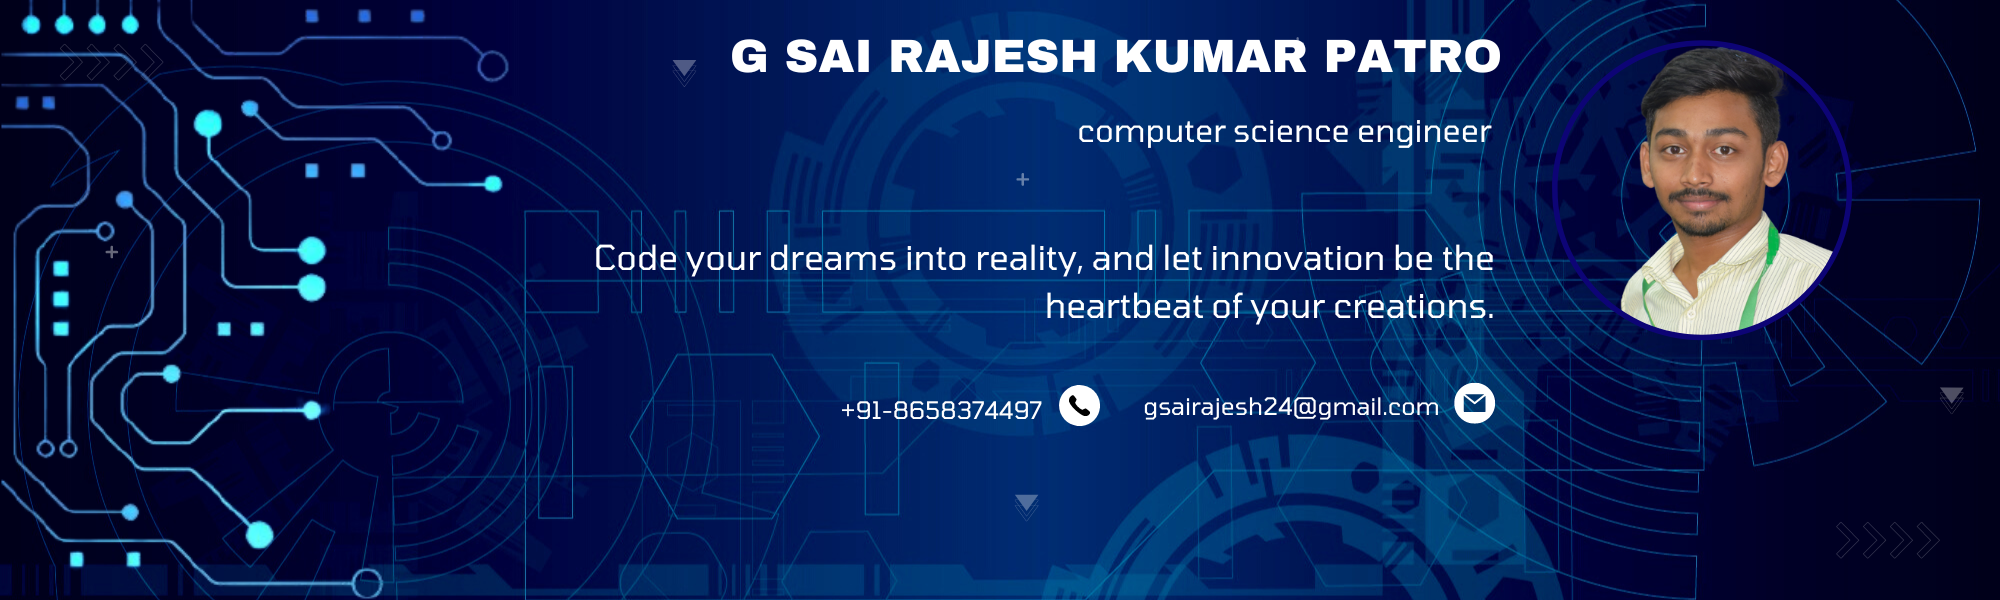 G SAI RAJESH KUMAR PATRO
computer science engineer
Code your dreams into reality, and let innovation be the
heartbeat of your creations.
+91-8658374497 gsairajesh24@gmail.com